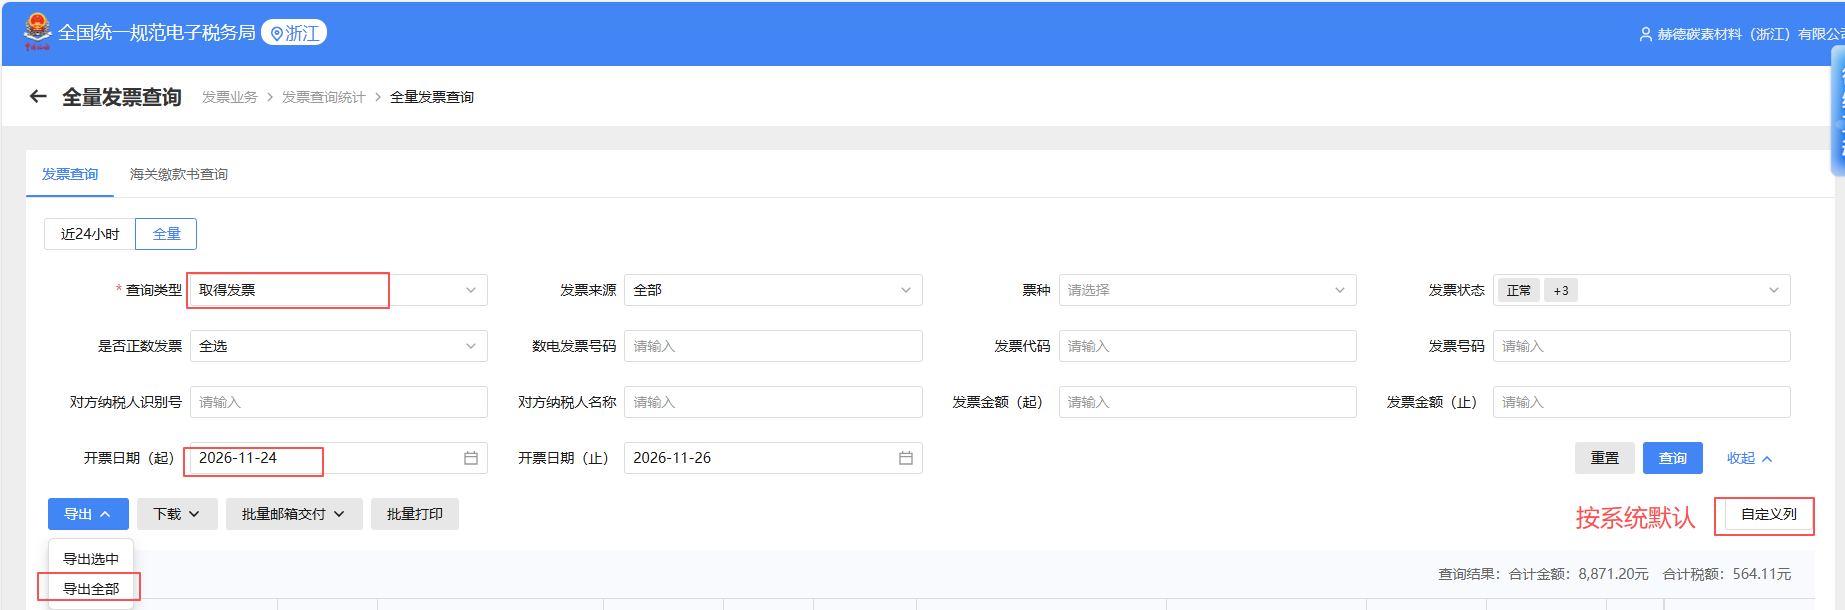 全国统一规范电子税务局 浙江
赫德碳素材料（浙江）有限公
全量发票查询 发票业务 > 发票查询统计 > 全量发票查询
发票查询 海关缴款书查询
近24小时 全量
* 查询类型 取得发票 发票来源 全部 票种 请选择 发票状态 正常 +3
是否正数发票 全选 数电发票号码 请输入 发票代码 请输入 发票号码 请输入
对方纳税人识别号 请输入 对方纳税人名称 请输入 发票金额（起） 请输入 发票金额（止） 请输入
开票日期（起） 2026-11-24 开票日期（止） 2026-11-26 重置 查询 收起
导出 下载 批量邮箱交付 批量打印 按系统默认 自定义列
导出选中
查询结果：合计金额：8,871.20元 合计税额：564.11元
导出全部